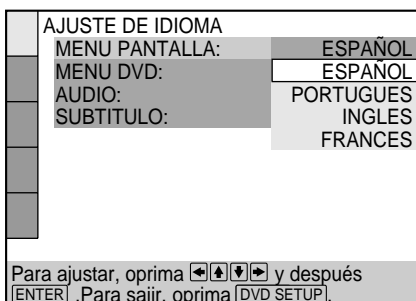 AJUSTE DE IDIOMA
MENU PANTALLA: ESPAÑOL
MENU DVD: ESPAÑOL
AUDIO: PORTUGUES
SUBTITULO: INGLES
FRANCES
Para ajustar, oprima y después
ENTER .Para sajir, oprima DVD SETUP.